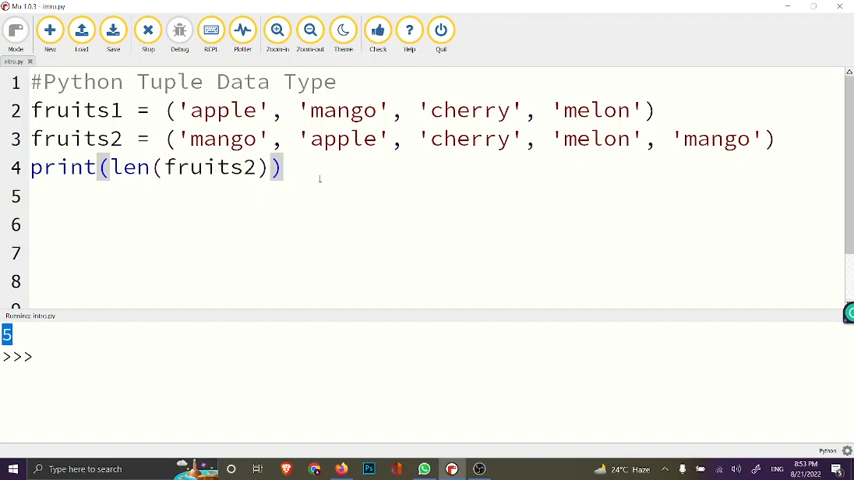 Mu 1.0.3 - intro.py
Mode New Load Save Stop Debug REPL Plotter Zoom-in Zoom-out Theme Check Help Quit
intro.py
1 #Python Tuple Data Type
2 fruits1 = ('apple', 'mango', 'cherry', 'melon')
3 fruits2 = ('mango', 'apple', 'cherry', 'melon', 'mango')
4 print(len(fruits2))
5
6
7
8
9
Running: intro.py
5
>>>
Python
Type here to search
24°C Haze
8:53 PM
8/21/2022